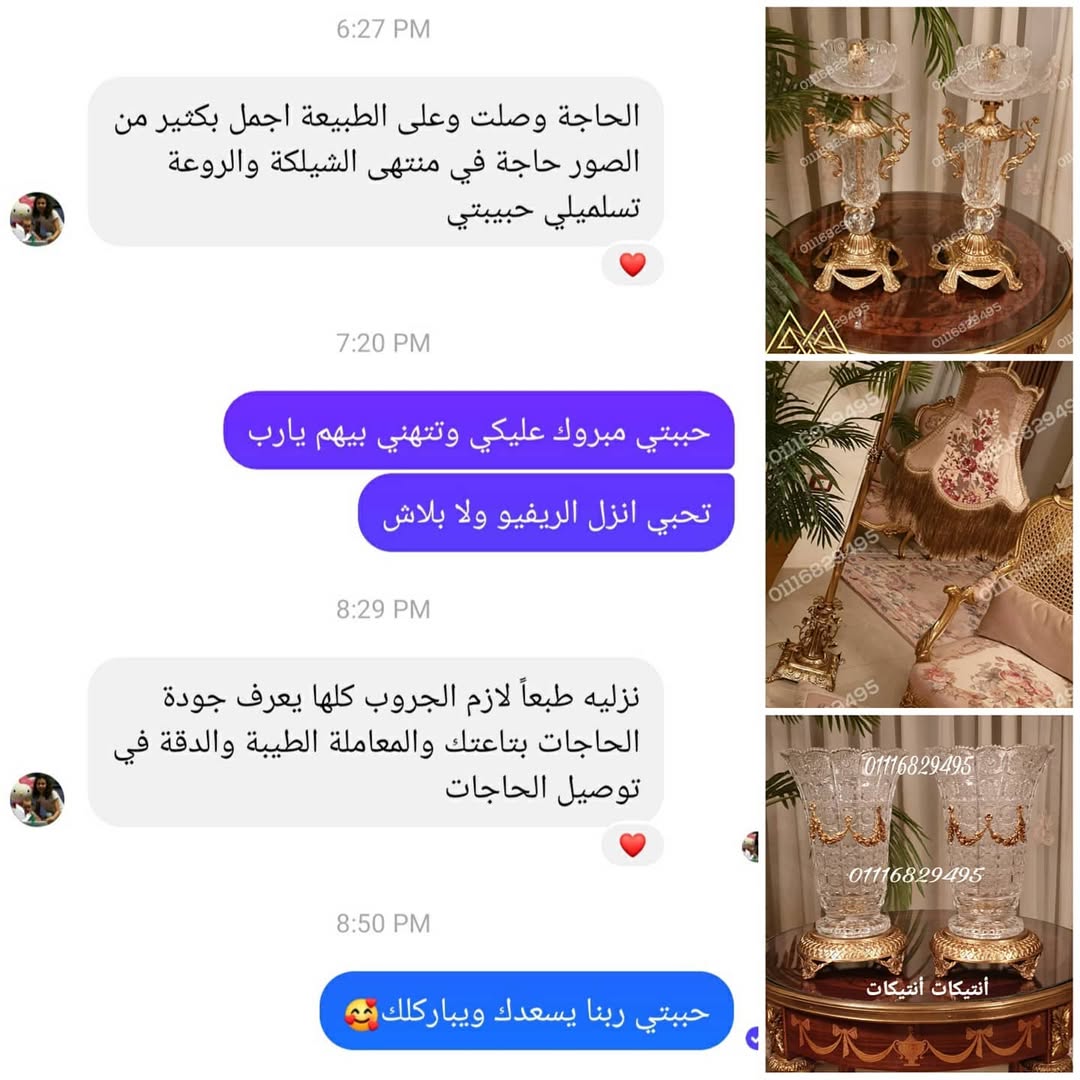 6:27 PM
الحاجة وصلت وعلى الطبيعة اجمل بكثير من
الصور حاجة في منتهى الشيلكة والروعة
تسلميلي حبيبتي
7:20 PM
حببتي مبروك عليكي وتتهني بيهم يارب
تحبي انزل الريفيو ولا بلاش
8:29 PM
نزليه طبعاً لازم الجروب كلها يعرف جودة
الحاجات بتاعتك والمعاملة الطيبة والدقة في
توصيل الحاجات
8:50 PM
حببتي ربنا يسعدك ويباركلك🥰
01116829495
01116829495
01116829495
01116829495
01116829495
01116829495
01116829495
أنتيكات أنتيكات